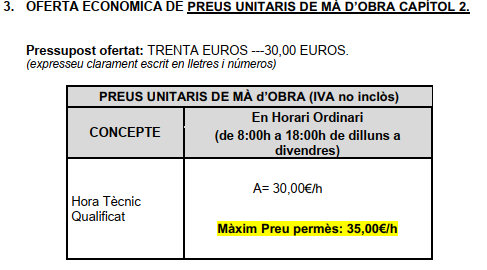 3. OFERTA ECONÒMICA DE PREUS UNITARIS DE MÀ D'OBRA CAPÍTOL 2.
Pressupost ofertat: TRENTA EUROS ---30,00 EUROS.
(expresseu clarament escrit en lletres i números)
PREUS UNITARIS DE MÀ d'OBRA (IVA no inclòs)
CONCEPTE
En Horari Ordinari
(de 8:00h a 18:00h de dilluns a
divendres)
Hora Tècnic
Qualificat
A= 30,00€/h
Màxim Preu permès: 35,00€/h